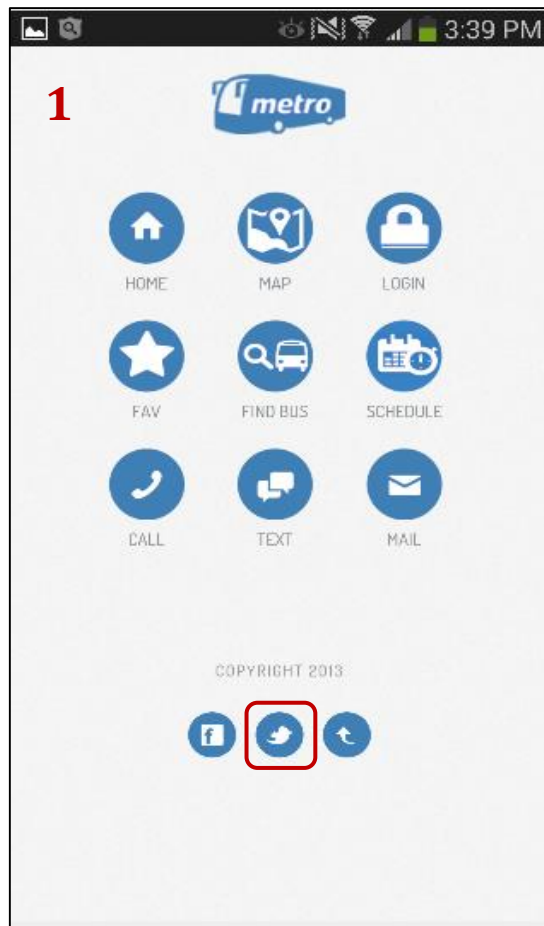 3:39 PM
1
metro
HOME MAP LOGIN
FAV FIND BUS SCHEDULE
CALL TEXT MAIL
COPYRIGHT 2013
f